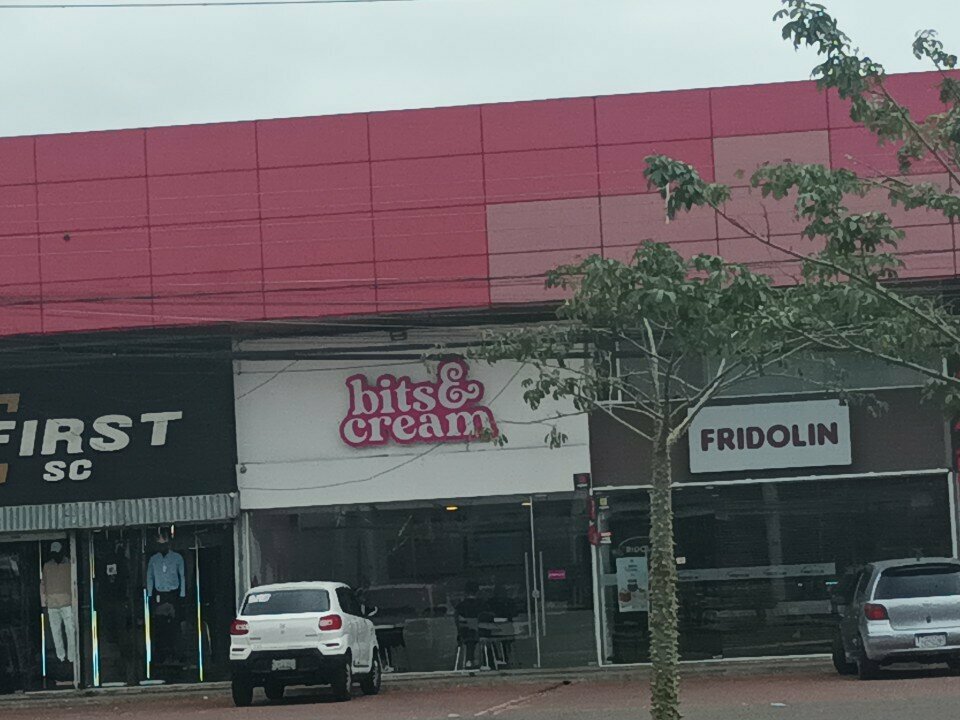 FIRST
SC
bits&
cream
FRIDOLIN